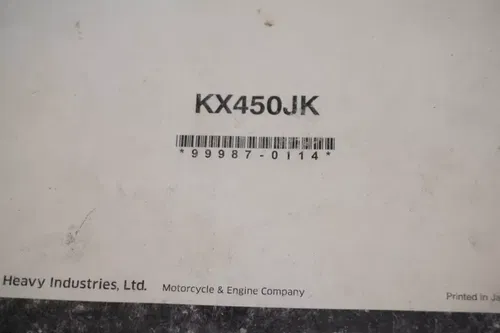 KX450JK
*99987-0114*
Heavy Industries, Ltd. Motorcycle & Engine Company
Printed in Ja